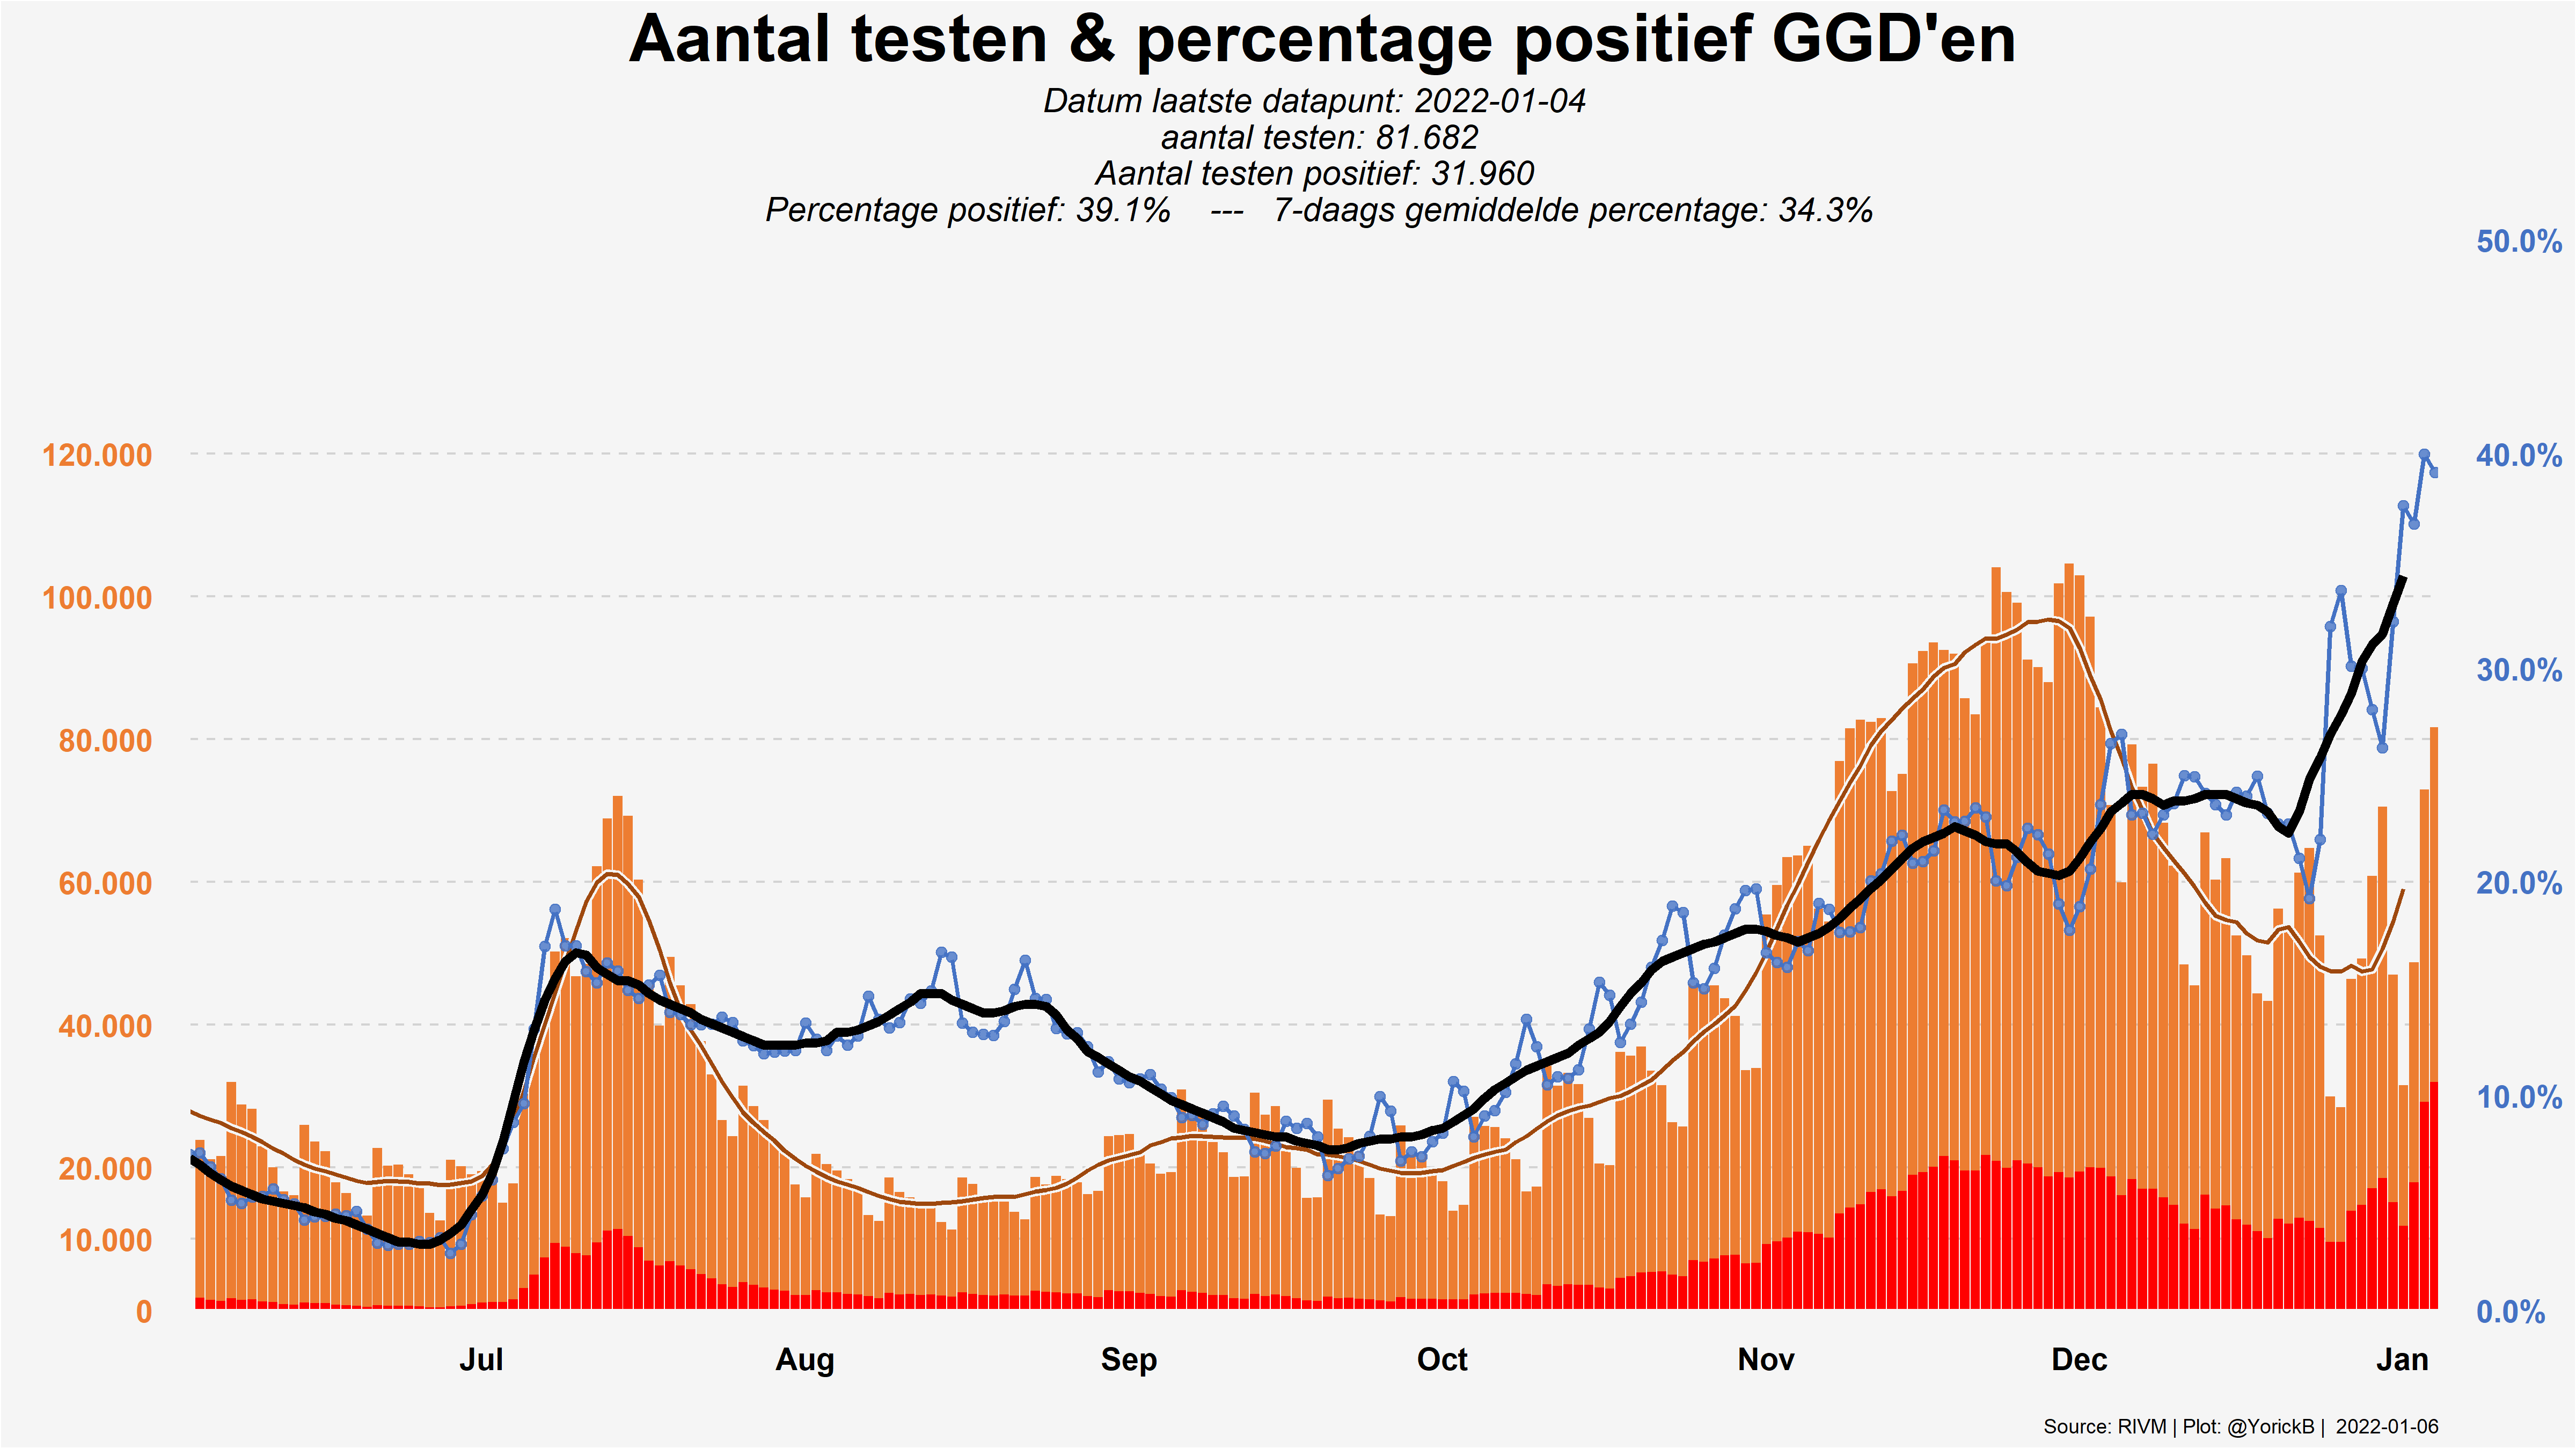 Aantal testen & percentage positief GGD'en
Datum laatste datapunt: 2022-01-04
aantal testen: 81.682
Aantal testen positief: 31.960
Percentage positief: 39.1% --- 7-daags gemiddelde percentage: 34.3%
50.0%
120.000
40.0%
100.000
30.0%
80.000
60.000
20.0%
40.000
20.000
10.0%
10.000
0
0.0%
Jul Aug Sep Oct Nov Dec Jan
Source: RIVM | Plot: @YorickB | 2022-01-06